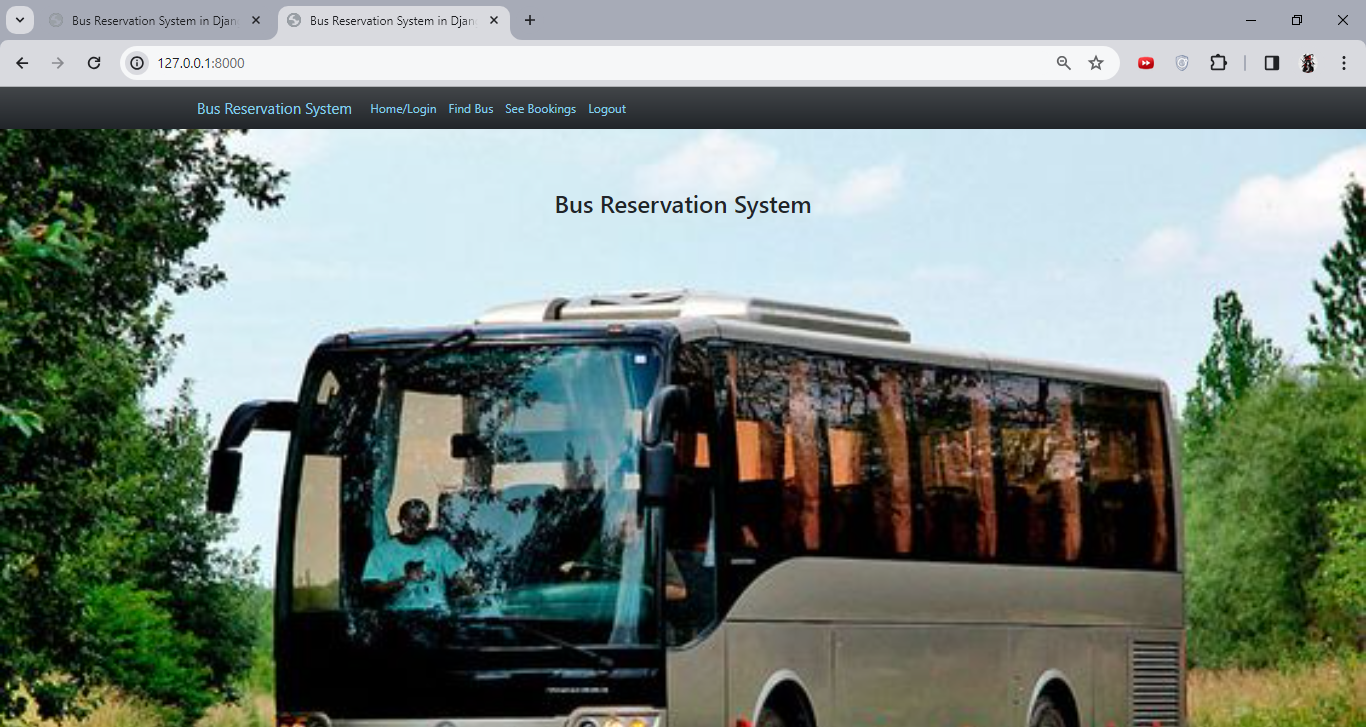 Bus Reservation System in Djan
Bus Reservation System in Djan
127.0.0.1:8000
Bus Reservation System
Home/Login
Find Bus
See Bookings
Logout
Bus Reservation System